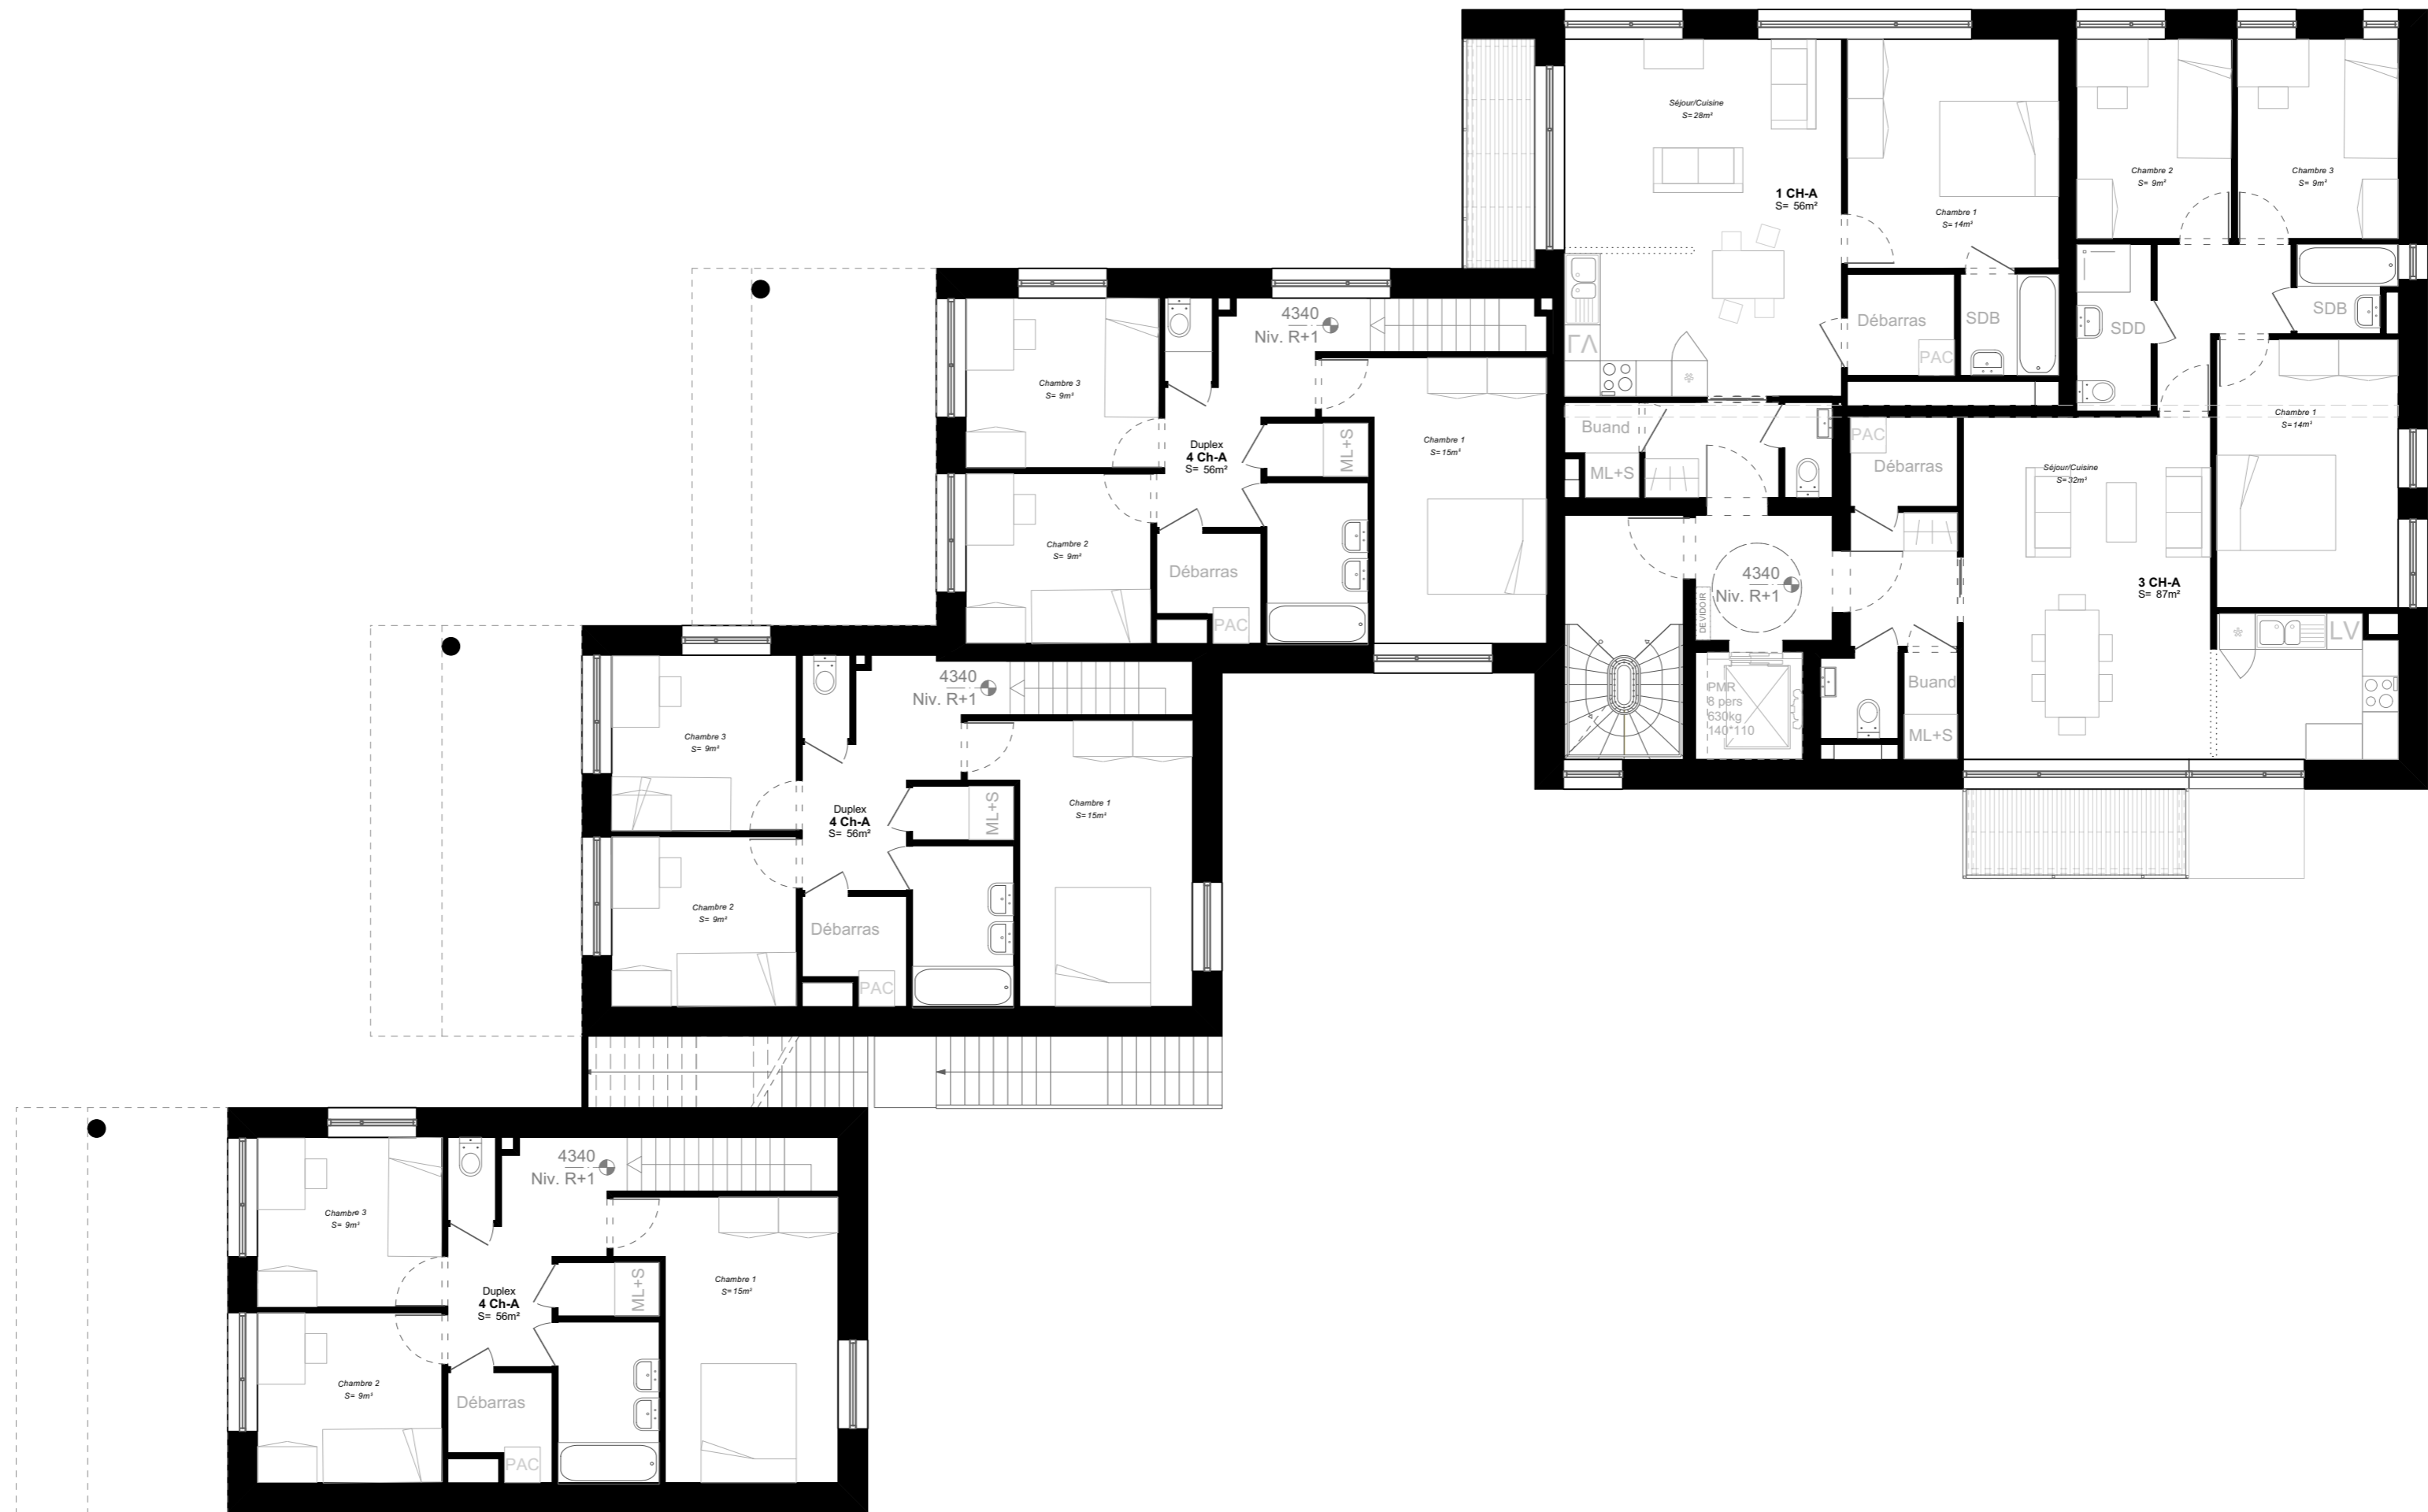 Séjour/Cuisine
S= 28m²
1 CH-A
S= 56m²
Chambre 1
S= 14m²
Chambre 2
S= 9m²
Chambre 3
S= 9m²
Débarras
PAC
SDB
SDD
SDB
Chambre 1
S= 14m²
Buand
ML+S
PAC
Débarras
Séjour/Cuisine
S= 32m²
3 CH-A
S= 87m²
LV
4340
Niv. R+1
DEVIDOIR
PMR
8 pers
630kg
140*110
Buand
ML+S
4340
Niv. R+1
Chambre 3
S= 9m²
Duplex
4 Ch-A
S= 56m²
ML+S
Chambre 1
S= 15m²
Chambre 2
S= 9m²
Débarras
PAC
4340
Niv. R+1
Chambre 3
S= 9m²
Duplex
4 Ch-A
S= 56m²
ML+S
Chambre 1
S= 15m²
Chambre 2
S= 9m²
Débarras
PAC
4340
Niv. R+1
Chambre 3
S= 9m²
Duplex
4 Ch-A
S= 56m²
ML+S
Chambre 1
S= 15m²
Chambre 2
S= 9m²
Débarras
PAC